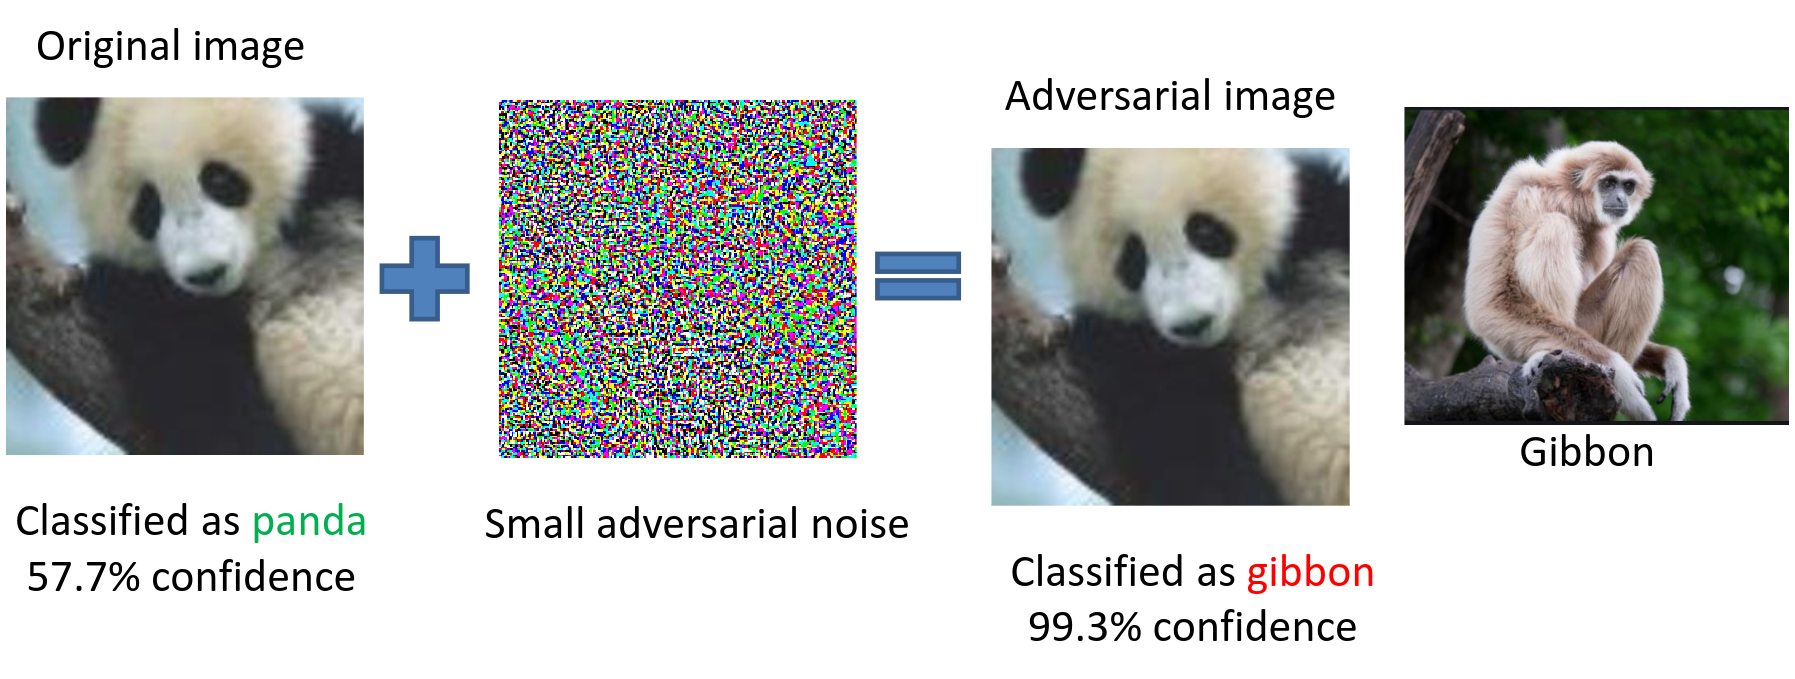 Original image
Classified as panda
57.7% confidence
Small adversarial noise
Adversarial image
Classified as gibbon
99.3% confidence
Gibbon